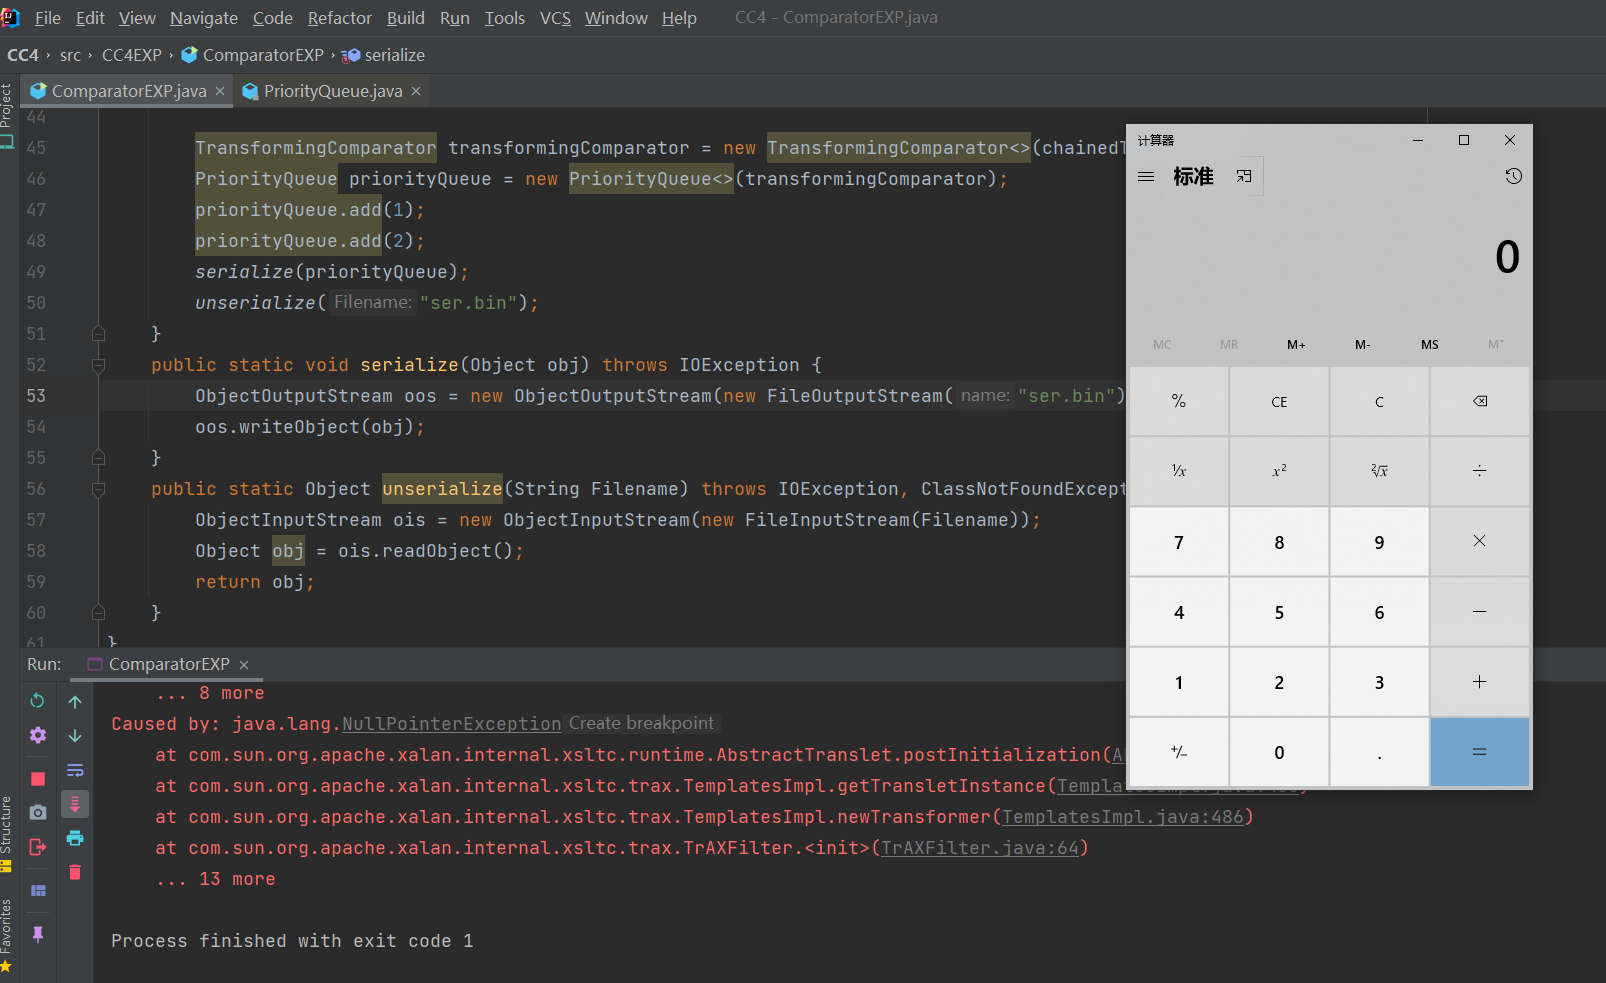 File Edit View Navigate Code Refactor Build Run Tools VCS Window Help CC4 - ComparatorEXP.java
CC4 › src › CC4EXP › ComparatorEXP › serialize
ComparatorEXP.java × PriorityQueue.java ×
Project
44
45 TransformingComparator transformingComparator = new TransformingComparator<>(chained
46 PriorityQueue priorityQueue = new PriorityQueue<>(transformingComparator);
47 priorityQueue.add(1);
48 priorityQueue.add(2);
49 serialize(priorityQueue);
50 unserialize( Filename: "ser.bin");
51 }
52 public static void serialize(Object obj) throws IOException {
53 ObjectOutputStream oos = new ObjectOutputStream(new FileOutputStream( name: "ser.bin")
54 oos.writeObject(obj);
55 }
56 public static Object unserialize(String Filename) throws IOException, ClassNotFoundExcept
57 ObjectInputStream ois = new ObjectInputStream(new FileInputStream(Filename));
58 Object obj = ois.readObject();
59 return obj;
60 }
61 }
计算器
标准
0
MC MR M+ M- MS M˅
% CE C
¹/x x² ²√x ÷
7 8 9 ×
4 5 6 −
1 2 3 +
+/− 0 . =
Run: ComparatorEXP ×
... 8 more
Caused by: java.lang.NullPointerException Create breakpoint
at com.sun.org.apache.xalan.internal.xsltc.runtime.AbstractTranslet.postInitialization(
at com.sun.org.apache.xalan.internal.xsltc.trax.TemplatesImpl.getTransletInstance(
at com.sun.org.apache.xalan.internal.xsltc.trax.TemplatesImpl.newTransformer(TemplatesImpl.java:486)
at com.sun.org.apache.xalan.internal.xsltc.trax.TrAXFilter.<init>(TrAXFilter.java:64)
... 13 more
Process finished with exit code 1
Structure
Favorites